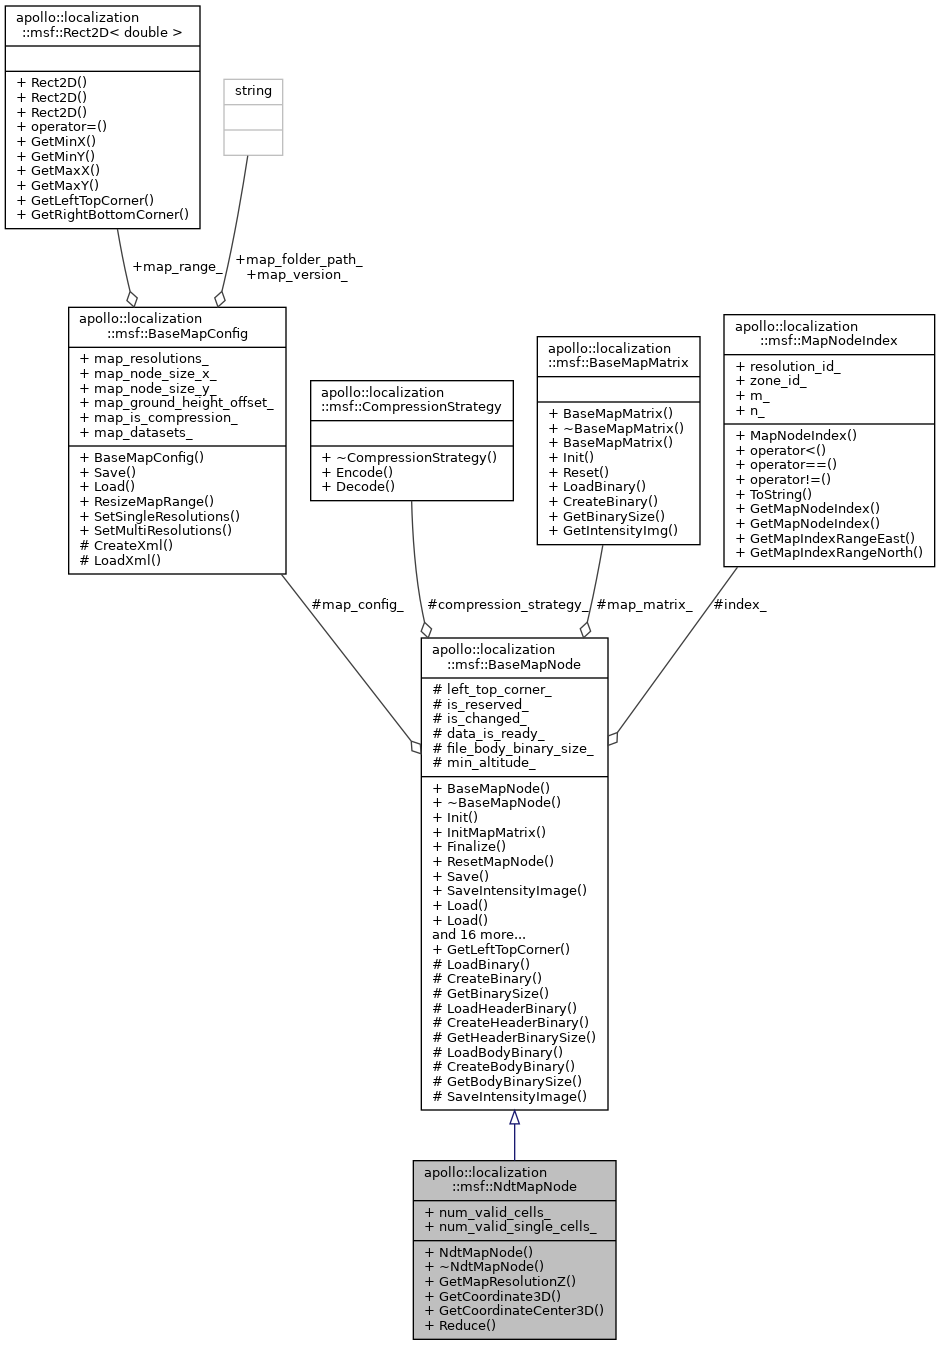 apollo::localization
::msf::Rect2D< double >
+ Rect2D()
+ Rect2D()
+ Rect2D()
+ operator=()
+ GetMinX()
+ GetMinY()
+ GetMaxX()
+ GetMaxY()
+ GetLeftTopCorner()
+ GetRightBottomCorner()
string
+map_range_
+map_folder_path_
+map_version_
apollo::localization
::msf::BaseMapConfig
+ map_resolutions_
+ map_node_size_x_
+ map_node_size_y_
+ map_ground_height_offset_
+ map_is_compression_
+ map_datasets_
+ BaseMapConfig()
+ Save()
+ Load()
+ ResizeMapRange()
+ SetSingleResolutions()
+ SetMultiResolutions()
# CreateXml()
# LoadXml()
apollo::localization
::msf::CompressionStrategy
+ ~CompressionStrategy()
+ Encode()
+ Decode()
apollo::localization
::msf::BaseMapMatrix
+ BaseMapMatrix()
+ ~BaseMapMatrix()
+ BaseMapMatrix()
+ Init()
+ Reset()
+ LoadBinary()
+ CreateBinary()
+ GetBinarySize()
+ GetIntensityImg()
apollo::localization
::msf::MapNodeIndex
+ resolution_id_
+ zone_id_
+ m_
+ n_
+ MapNodeIndex()
+ operator<()
+ operator==()
+ operator!=()
+ ToString()
+ GetMapNodeIndex()
+ GetMapNodeIndex()
+ GetMapIndexRangeEast()
+ GetMapIndexRangeNorth()
#map_config_
#compression_strategy_
#map_matrix_
#index_
apollo::localization
::msf::BaseMapNode
# left_top_corner_
# is_reserved_
# is_changed_
# data_is_ready_
# file_body_binary_size_
# min_altitude_
+ BaseMapNode()
+ ~BaseMapNode()
+ Init()
+ InitMapMatrix()
+ Finalize()
+ ResetMapNode()
+ Save()
+ SaveIntensityImage()
+ Load()
+ Load()
and 16 more...
+ GetLeftTopCorner()
# LoadBinary()
# CreateBinary()
# GetBinarySize()
# LoadHeaderBinary()
# CreateHeaderBinary()
# GetHeaderBinarySize()
# LoadBodyBinary()
# CreateBodyBinary()
# GetBodyBinarySize()
# SaveIntensityImage()
apollo::localization
::msf::NdtMapNode
+ num_valid_cells_
+ num_valid_single_cells_
+ NdtMapNode()
+ ~NdtMapNode()
+ GetMapResolutionZ()
+ GetCoordinate3D()
+ GetCoordinateCenter3D()
+ Reduce()